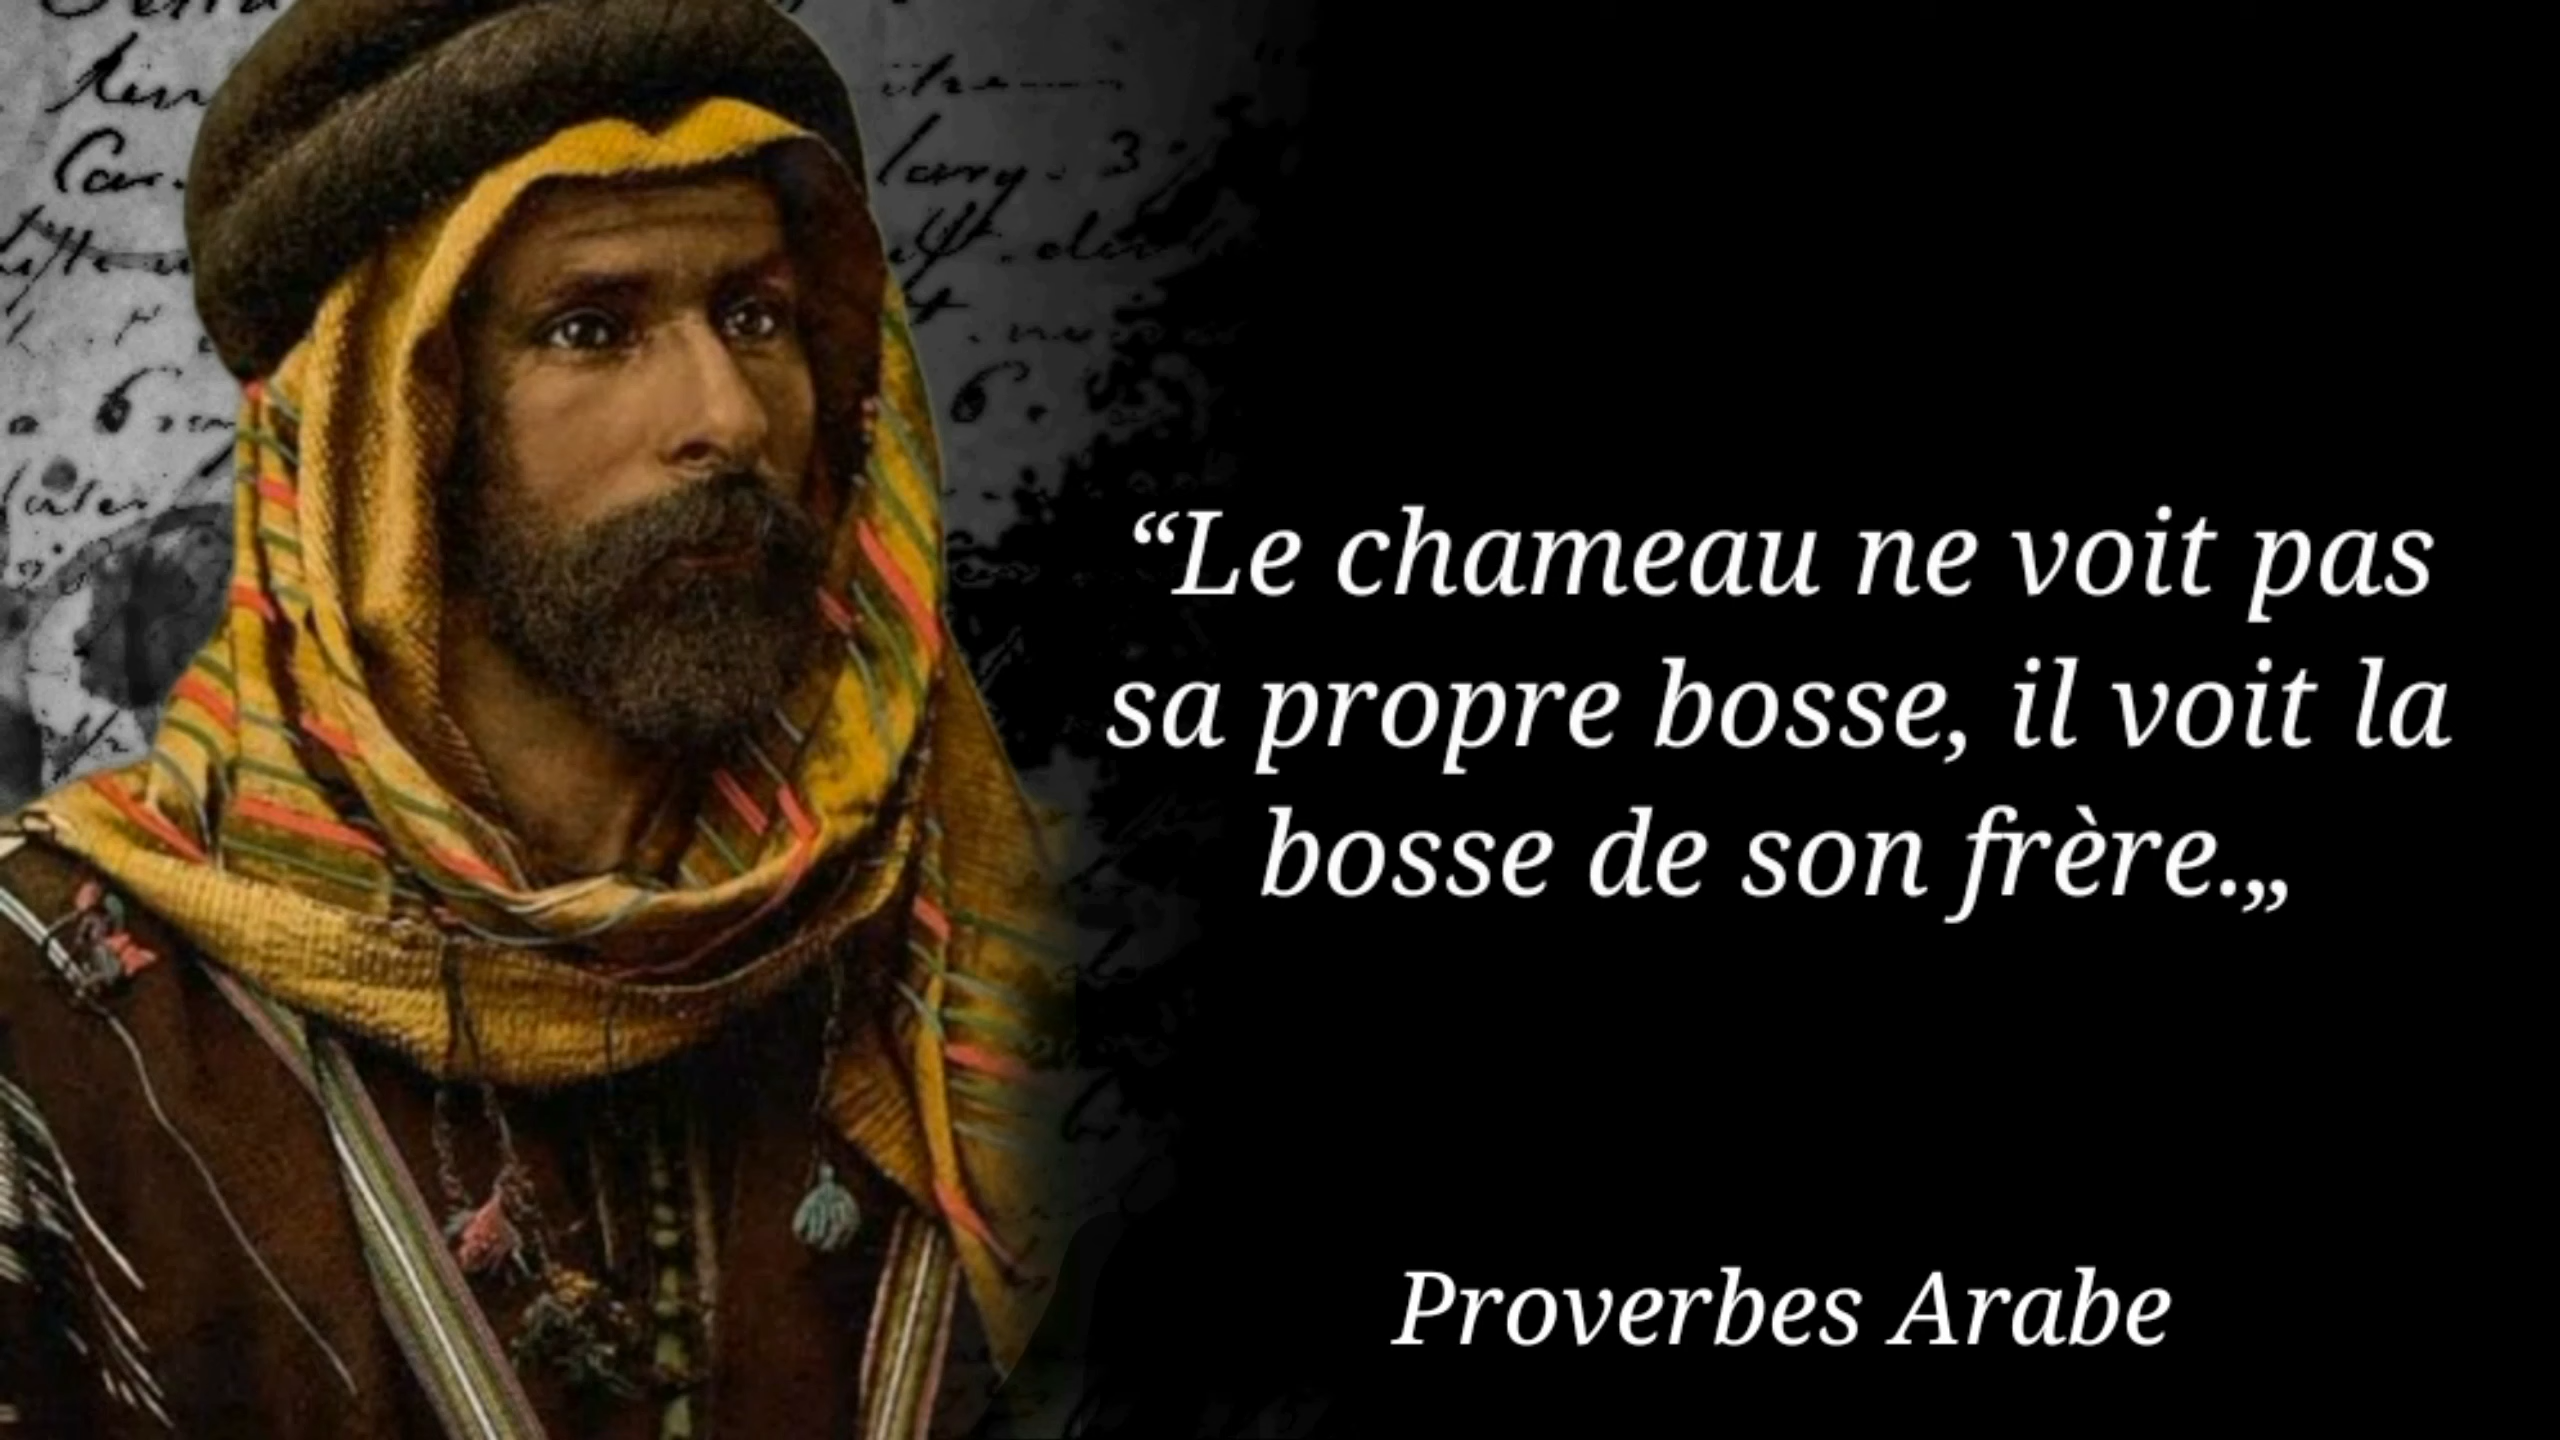 “Le chameau ne voit pas
sa propre bosse, il voit la
bosse de son frère.„
Proverbes Arabe